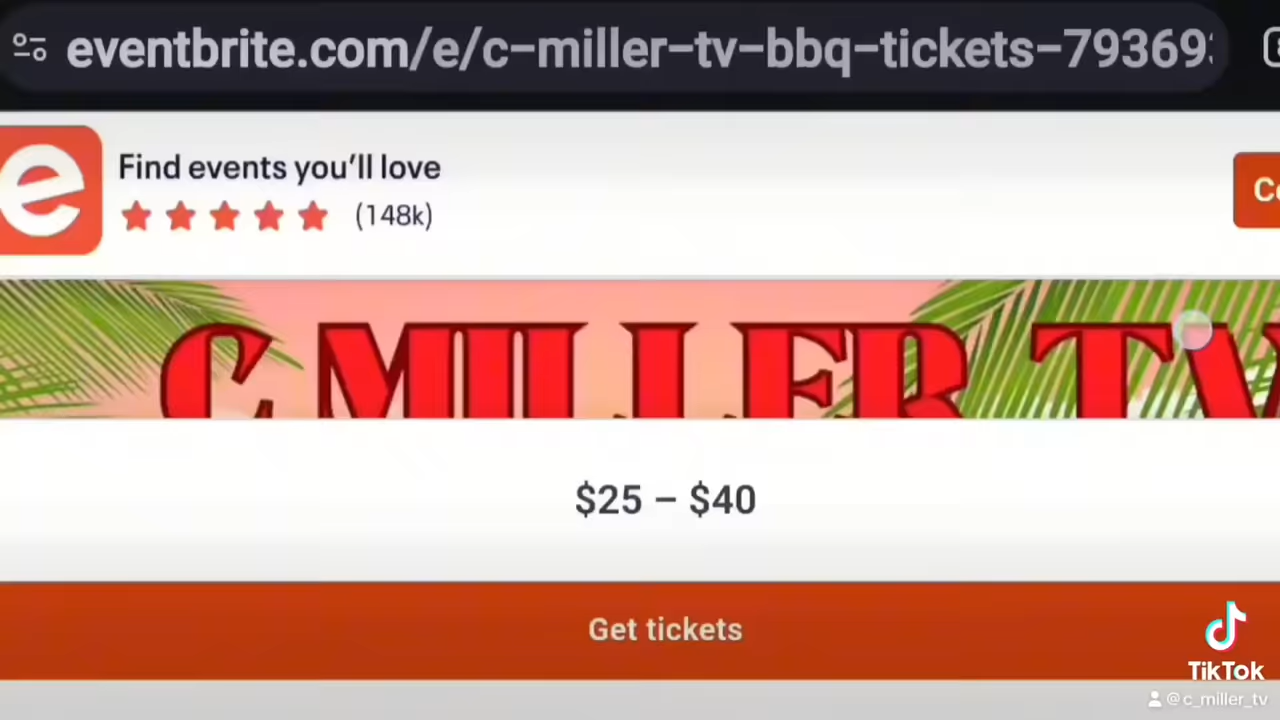 eventbrite.com/e/c-miller-tv-bbq-tickets-79369
e
Find events you'll love
(148k)
C MILLER TV
$25 – $40
Get tickets
TikTok
@c_miller_tv